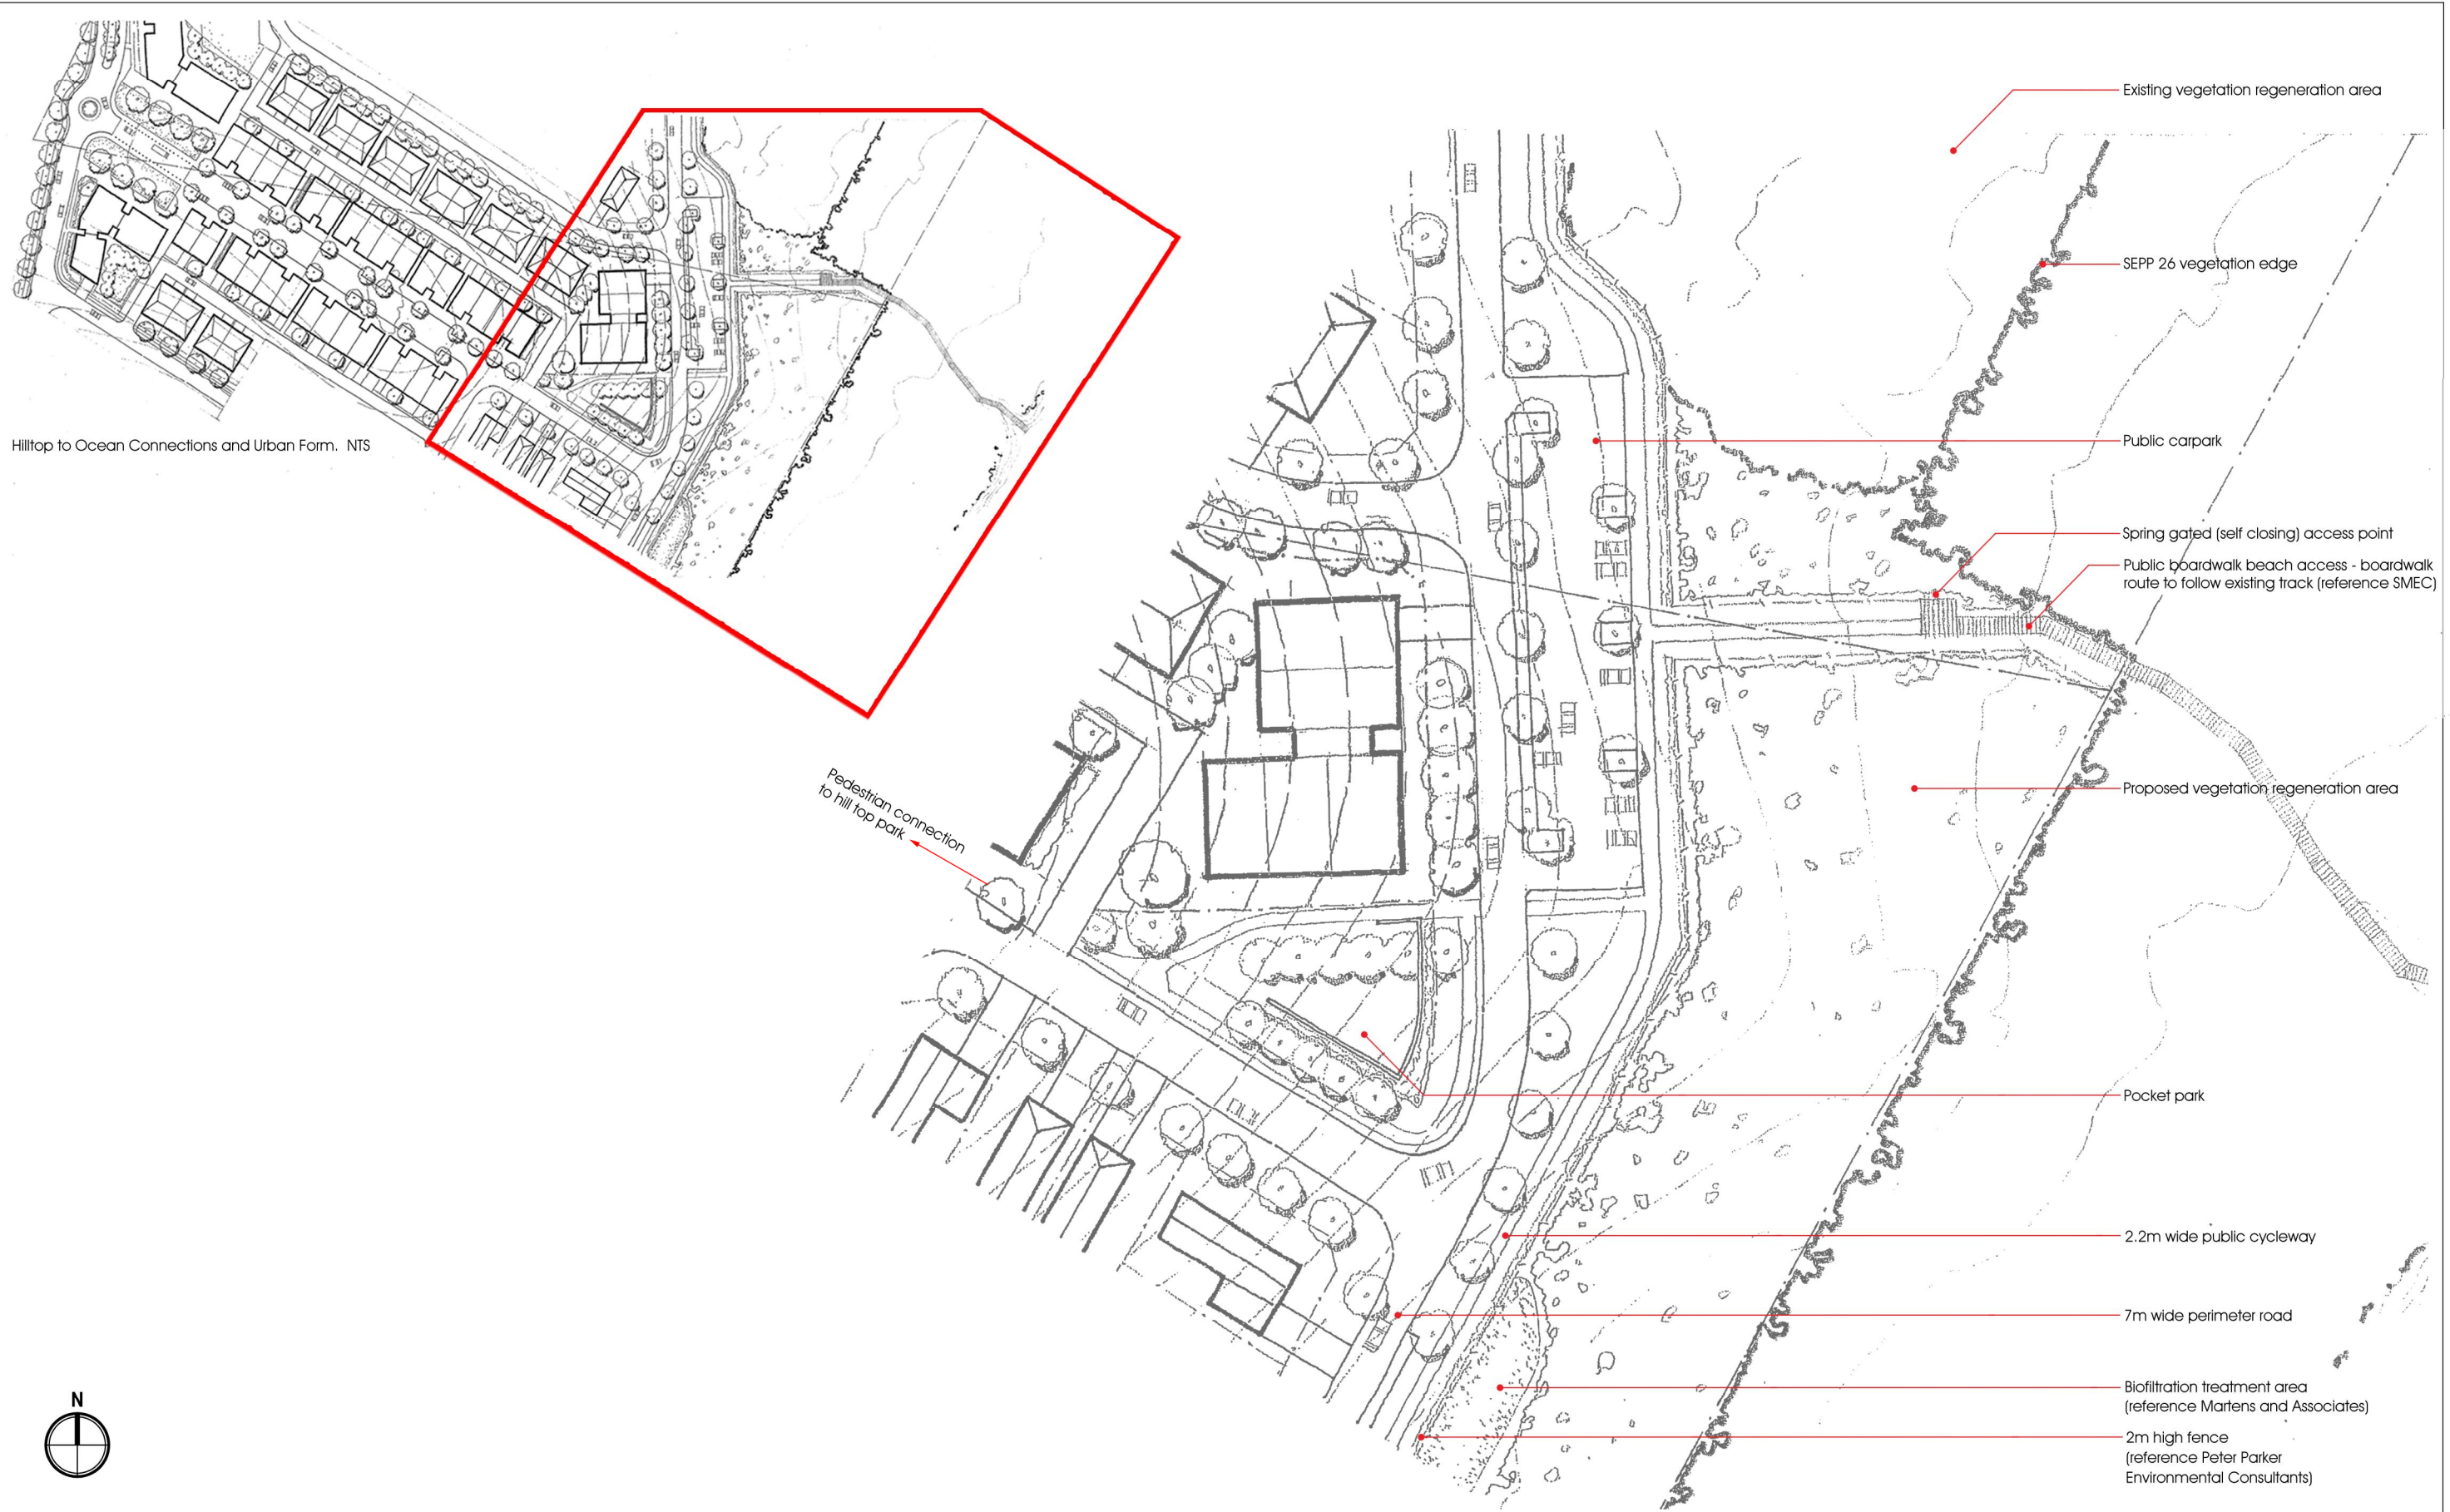 Existing vegetation regeneration area
SEPP 26 vegetation edge
Hilltop to Ocean Connections and Urban Form. NTS
Public carpark
Spring gated (self closing) access point
Public boardwalk beach access - boardwalk
route to follow existing track (reference SMEC)
Pedestrian connection
to hill top park
Proposed vegetation regeneration area
Pocket park
2.2m wide public cycleway
7m wide perimeter road
Biofiltration treatment area
(reference Martens and Associates)
2m high fence
(reference Peter Parker
Environmental Consultants)
N